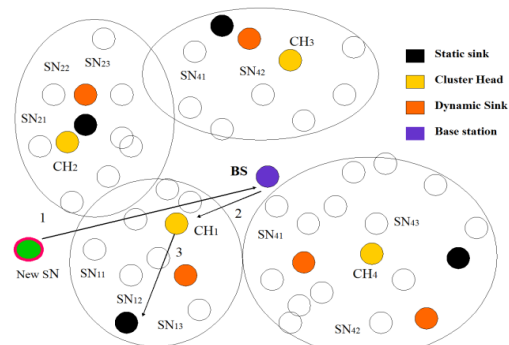 CH3
SN22
SN23
SN41
SN42
Static sink
Cluster Head
Dynamic Sink
Base station
SN21
CH2
BS
1
2
3
CH1
SN41
SN43
New SN
SN11
SN12
SN13
CH4
SN42